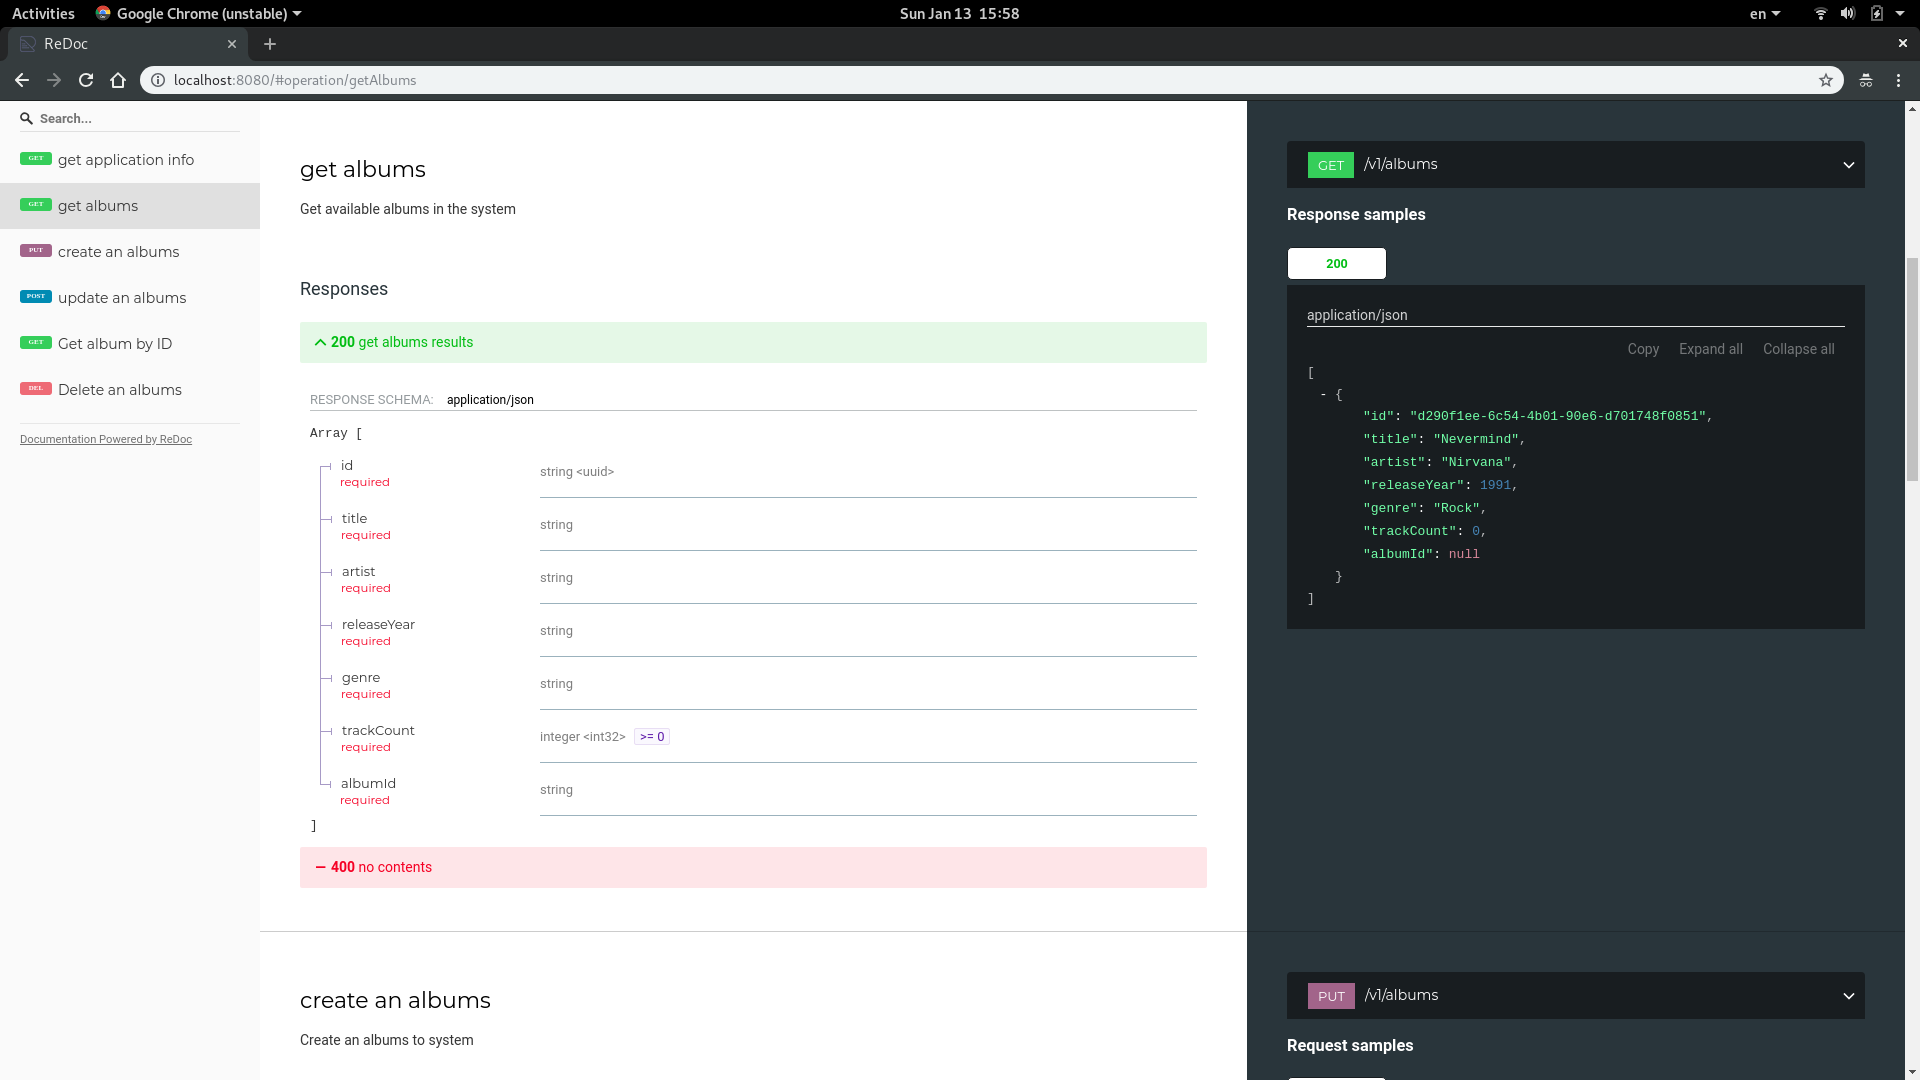 Activities
Google Chrome (unstable)
Sun Jan 13 15:58
en
ReDoc
localhost:8080/#operation/getAlbums
Search...
GET get application info
GET get albums
PUT create an albums
POST update an albums
GET Get album by ID
DEL Delete an albums
Documentation Powered by ReDoc
get albums
Get available albums in the system
Responses
200 get albums results
RESPONSE SCHEMA: application/json
Array [
id
required
string <uuid>
title
required
string
artist
required
string
releaseYear
required
string
genre
required
string
trackCount
required
integer <int32> >= 0
albumId
required
string
]
— 400 no contents
create an albums
Create an albums to system
GET /v1/albums
Response samples
200
application/json
Copy Expand all Collapse all
[
- {
"id": "d290f1ee-6c54-4b01-90e6-d701748f0851",
"title": "Nevermind",
"artist": "Nirvana",
"releaseYear": 1991,
"genre": "Rock",
"trackCount": 0,
"albumId": null
}
]
PUT /v1/albums
Request samples